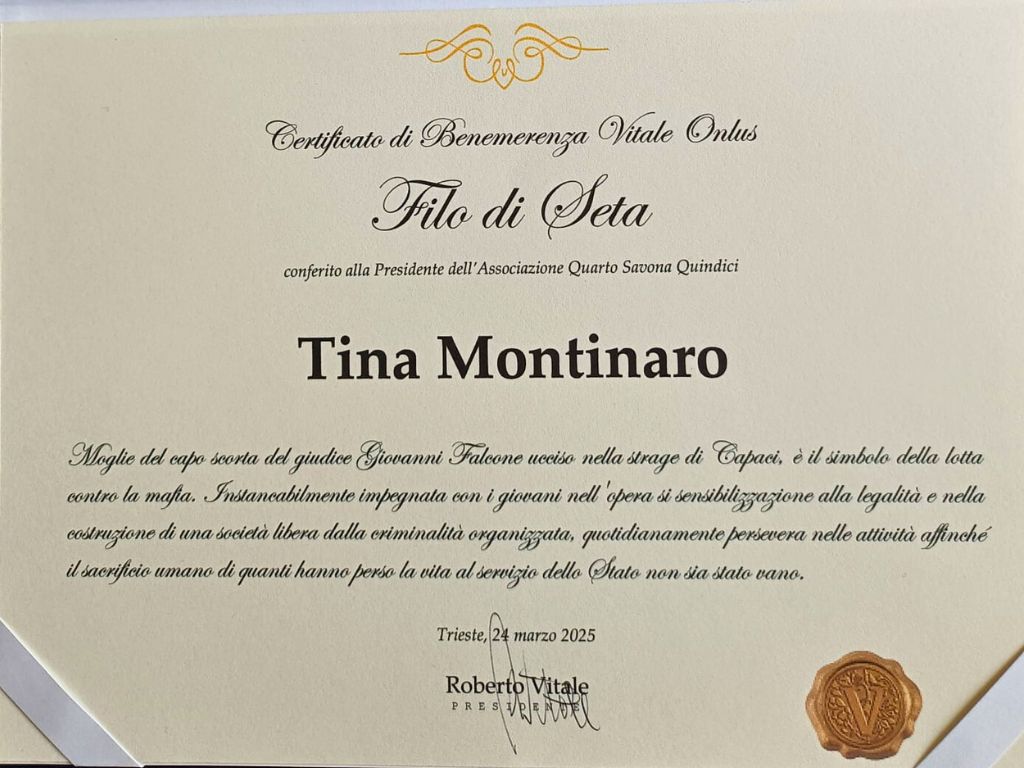 Certificato di Benemerenza Vitale Onlus
Filo di Seta
conferito alla Presidente dell'Associazione Quarto Savona Quindici
Tina Montinaro
Moglie del capo scorta del giudice Giovanni Falcone ucciso nella strage di Capaci, è il simbolo della lotta
contro la mafia. Instancabilmente impegnata con i giovani nell'opera si sensibilizzazione alla legalità e nella
costruzione di una società libera dalla criminalità organizzata, quotidianamente persevera nelle attività affinché
il sacrificio umano di quanti hanno perso la vita al servizio dello Stato non sia stato vano.
Trieste, 24 marzo 2025
Roberto Vitale
PRESIDENTE
V